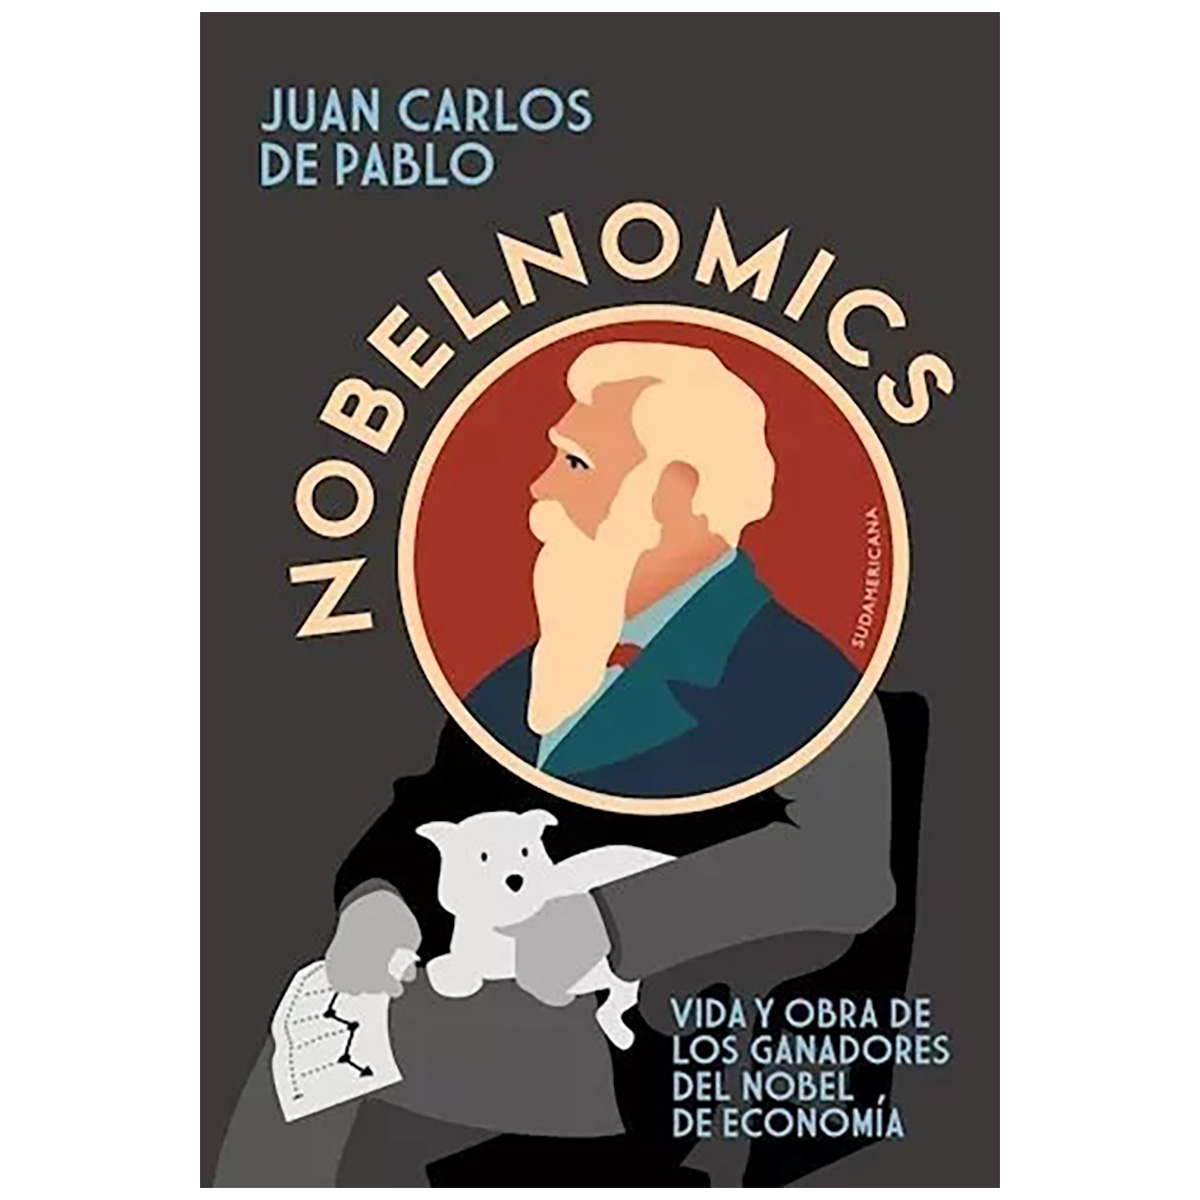 JUAN CARLOS
DE PABLO
NOBELNOMICS
SUDAMERICANA
VIDA Y OBRA DE
LOS GANADORES
DEL NOBEL
DE ECONOMÍA